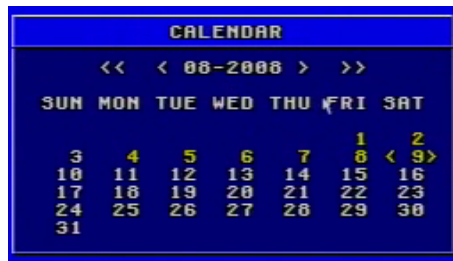 CALENDAR
<< < 08-2008 > >>
SUN MON TUE WED THU FRI SAT
1 2
3 4 5 6 7 8 < 9>
10 11 12 13 14 15 16
17 18 19 20 21 22 23
24 25 26 27 28 29 30
31